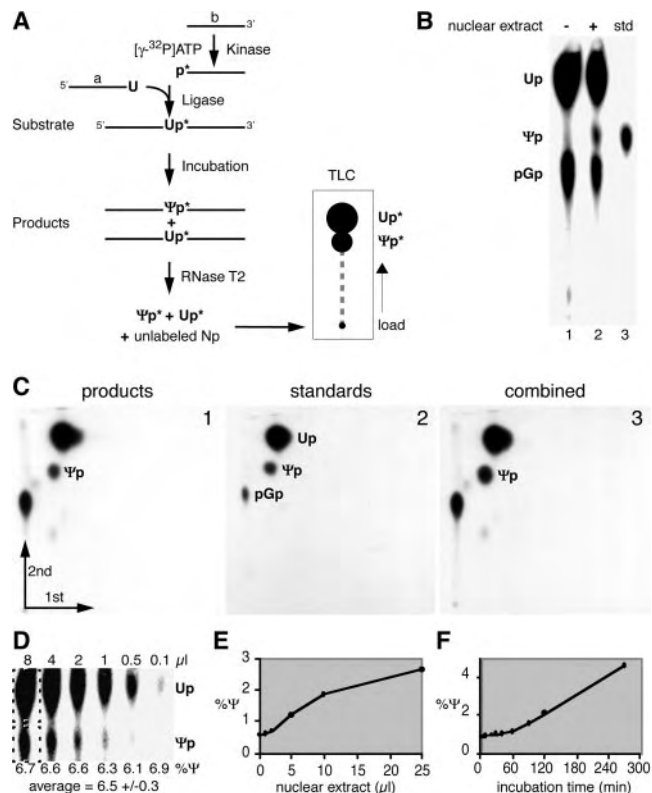 A
b
3'
[γ-³²P]ATP
Kinase
p*
a
5'
U
Ligase
Substrate
5'
Up*
3'
Incubation
TLC
Products
Ψp*
+
Up*
Up*
Ψp*
RNase T2
Ψp* + Up*
+ unlabeled Np
load
B
nuclear extract - + std
Up
Ψp
pGp
1 2 3
C
products
1
Ψp
2nd
1st
standards
2
Up
Ψp
pGp
combined
3
Ψp
D
8 4 2 1 0.5 0.1 µl
Up
Ψp
6.7 6.6 6.6 6.3 6.1 6.9 %Ψ
average = 6.5 +/-0.3
E
%Ψ
3
2
1
0
0 5 10 15 20 25
nuclear extract (µl)
F
%Ψ
4
2
0
0 60 120 180 240 300
incubation time (min)